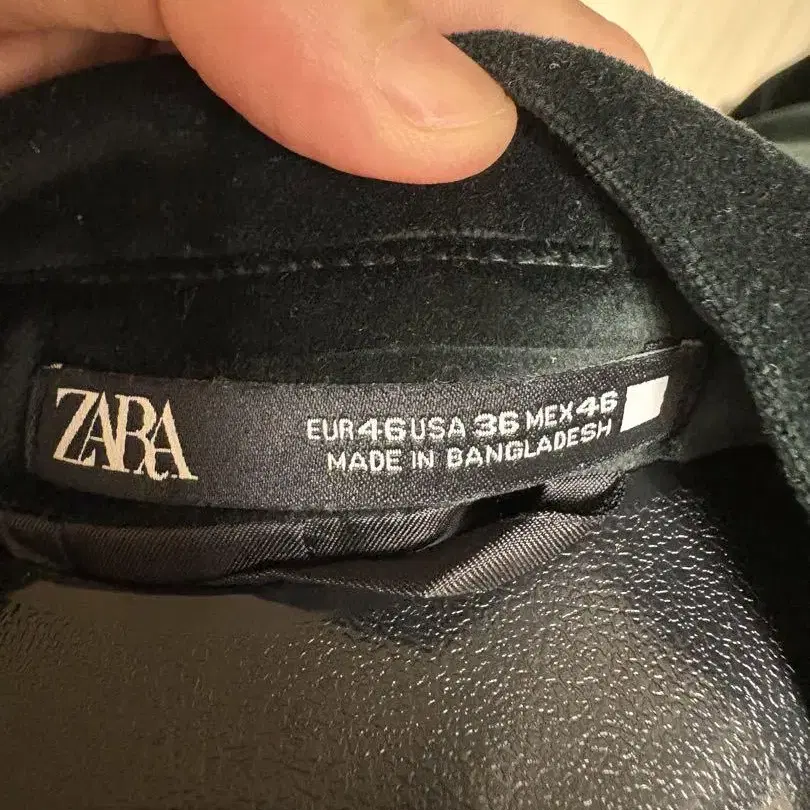 ZARA
EUR 46 USA 36 MEX 46
MADE IN BANGLADESH